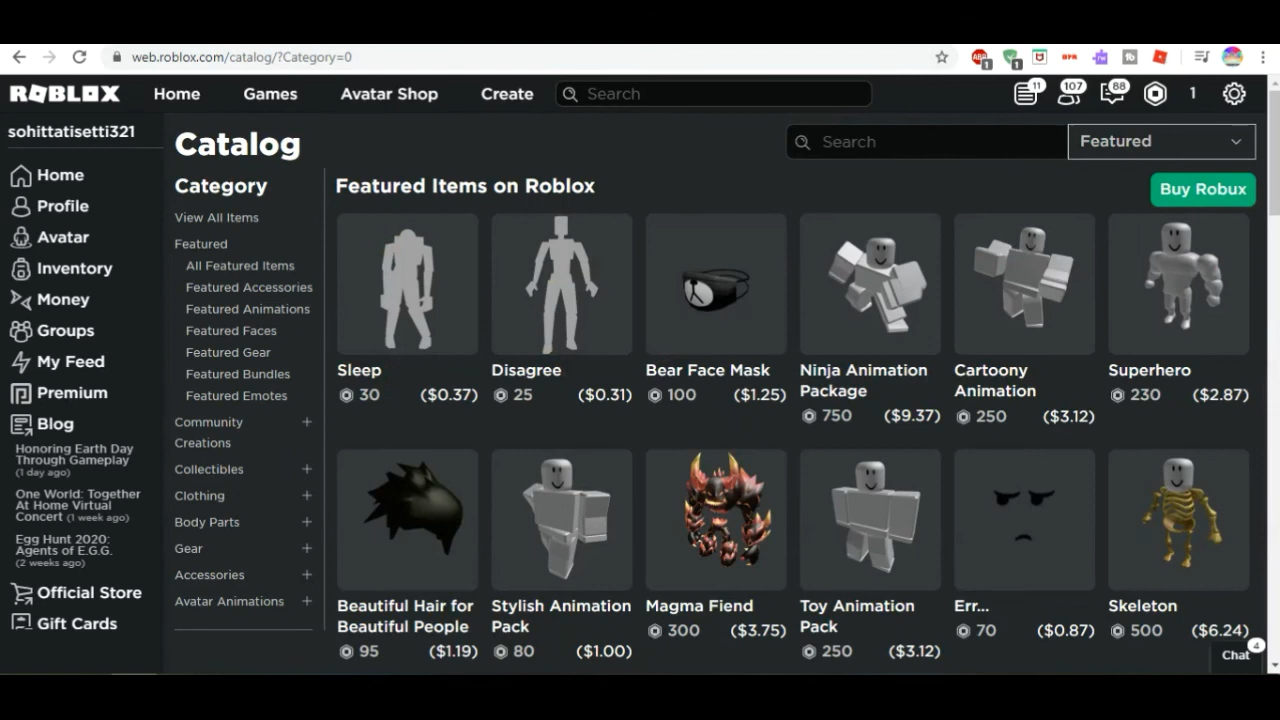 web.roblox.com/catalog/?Category=0
1
1
ROBLOX
Home
Games
Avatar Shop
Create
Search
11
107
88
1
sohittatisetti321
Home
Profile
Avatar
Inventory
Money
Groups
My Feed
Premium
Blog
Honoring Earth Day
Through Gameplay
(1 day ago)
One World: Together
At Home Virtual
Concert (1 week ago)
Egg Hunt 2020:
Agents of E.G.G.
(2 weeks ago)
Official Store
Gift Cards
Catalog
Search
Featured
Category
View All Items
Featured
All Featured Items
Featured Accessories
Featured Animations
Featured Faces
Featured Gear
Featured Bundles
Featured Emotes
Community +
Creations
Collectibles +
Clothing +
Body Parts +
Gear +
Accessories +
Avatar Animations +
Featured Items on Roblox
Buy Robux
Sleep
30 ($0.37)
Disagree
25 ($0.31)
Bear Face Mask
100 ($1.25)
Ninja Animation
Package
750 ($9.37)
Cartoony
Animation
250 ($3.12)
Superhero
230 ($2.87)
Beautiful Hair for
Beautiful People
95 ($1.19)
Stylish Animation
Pack
80 ($1.00)
Magma Fiend
300 ($3.75)
Toy Animation
Pack
250 ($3.12)
Err...
70 ($0.87)
Skeleton
500 ($6.24)
Chat
4